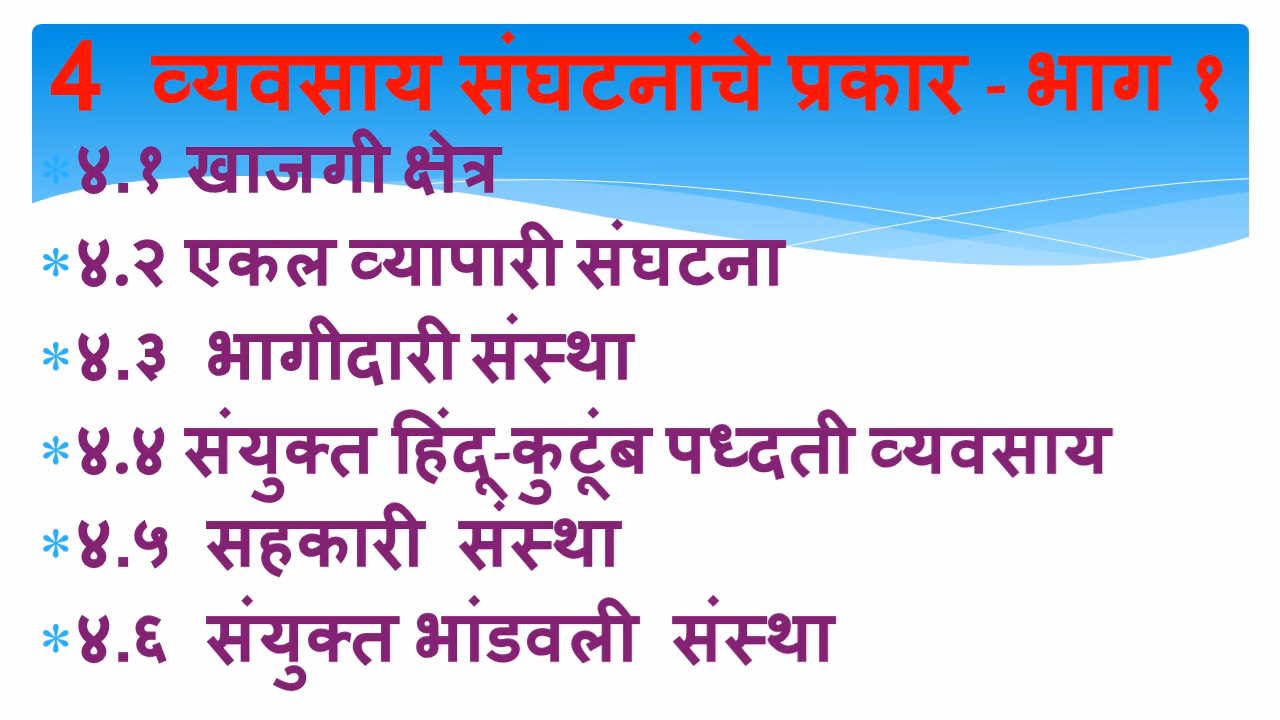 4 व्यवसाय संघटनांचे प्रकार - भाग १
*४.१ खाजगी क्षेत्र
*४.२ एकल व्यापारी संघटना
*४.३ भागीदारी संस्था
*४.४ संयुक्त हिंदू-कुटूंब पध्दती व्यवसाय
*४.५ सहकारी संस्था
*४.६ संयुक्त भांडवली संस्था